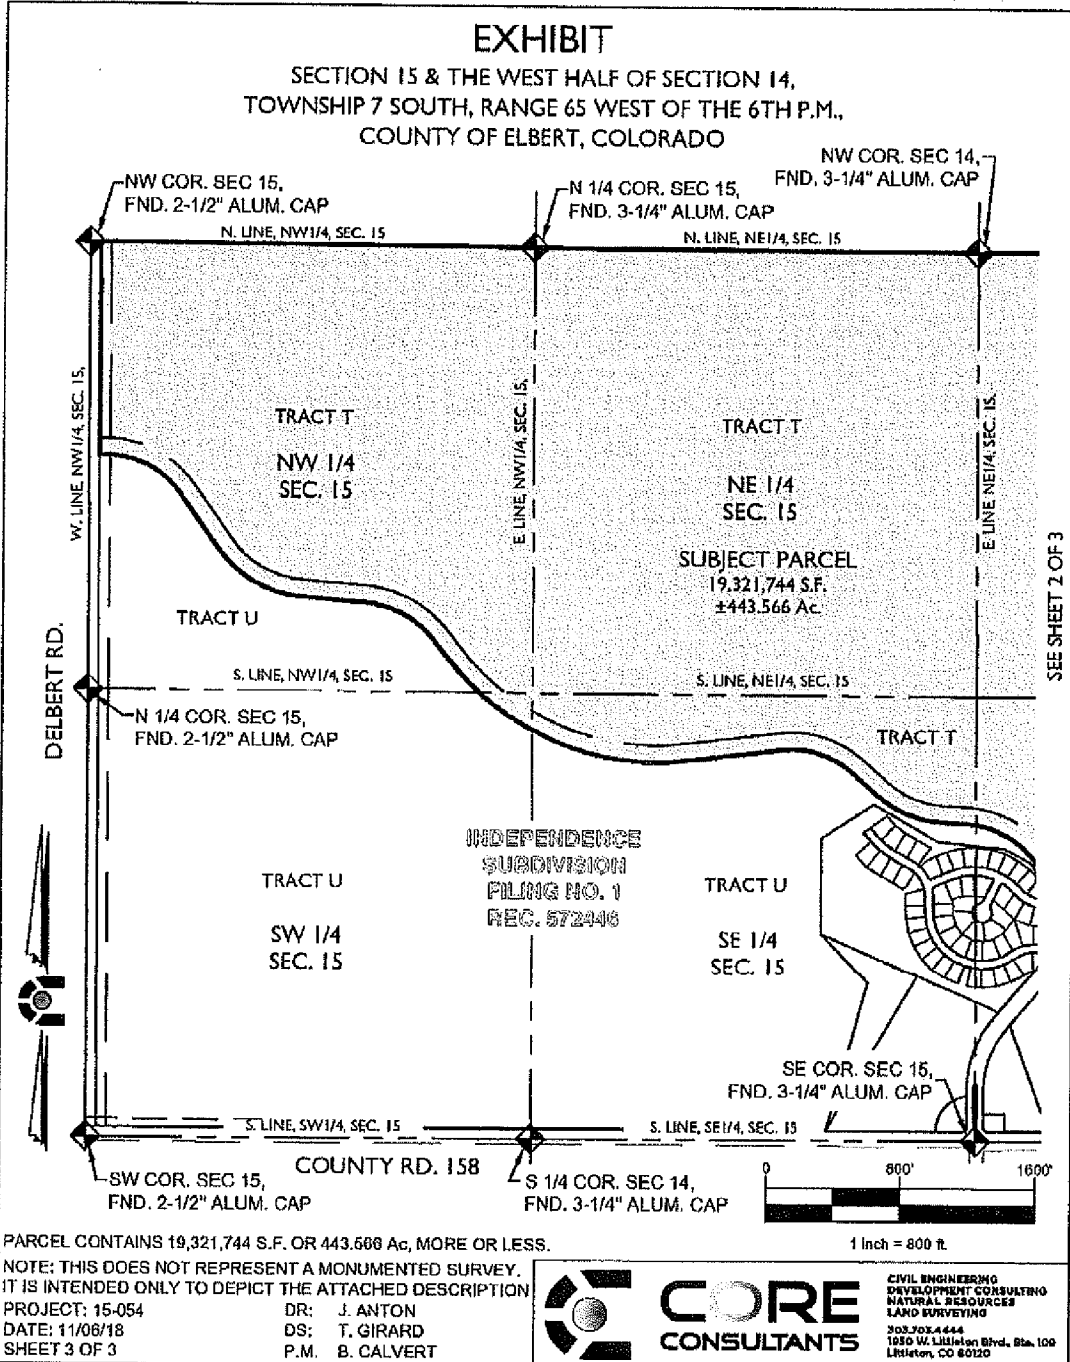 EXHIBIT
SECTION 15 & THE WEST HALF OF SECTION 14,
TOWNSHIP 7 SOUTH, RANGE 65 WEST OF THE 6TH P.M.,
COUNTY OF ELBERT, COLORADO
NW COR. SEC 15,
FND. 2-1/2" ALUM. CAP
N 1/4 COR. SEC 15,
FND. 3-1/4" ALUM. CAP
NW COR. SEC 14,
FND. 3-1/4" ALUM. CAP
N. LINE, NW1/4, SEC. 15
N. LINE, NE1/4, SEC. 15
W. LINE, NW1/4, SEC. 15,
E. LINE, NW1/4, SEC. 15,
E. LINE, NE1/4, SEC. 15,
TRACT T
NW 1/4
SEC. 15
TRACT T
NE 1/4
SEC. 15
SUBJECT PARCEL
19,321,744 S.F.
±443.566 Ac.
SEE SHEET 2 OF 3
TRACT U
DELBERT RD.
S. LINE, NW1/4, SEC. 15
S. LINE, NE1/4, SEC. 15
N 1/4 COR. SEC 15,
FND. 2-1/2" ALUM. CAP
TRACT T
INDEPENDENCE
SUBDIVISION
FILING NO. 1
REC. 572446
TRACT U
SW 1/4
SEC. 15
TRACT U
SE 1/4
SEC. 15
SE COR. SEC 15,
FND. 3-1/4" ALUM. CAP
S. LINE, SW1/4, SEC. 15
S. LINE, SE1/4, SEC. 15
COUNTY RD. 158
SW COR. SEC 15,
FND. 2-1/2" ALUM. CAP
S 1/4 COR. SEC 14,
FND. 3-1/4" ALUM. CAP
0 800' 1600'
1 inch = 800 ft.
PARCEL CONTAINS 19,321,744 S.F. OR 443.566 Ac, MORE OR LESS.
NOTE: THIS DOES NOT REPRESENT A MONUMENTED SURVEY.
IT IS INTENDED ONLY TO DEPICT THE ATTACHED DESCRIPTION
PROJECT: 15-054 DR: J. ANTON
DATE: 11/06/18 DS: T. GIRARD
SHEET 3 OF 3 P.M. B. CALVERT
CORE
CONSULTANTS
CIVIL ENGINEERING
DEVELOPMENT CONSULTING
NATURAL RESOURCES
LAND SURVEYING
303.703.4444
1950 W. Littleton Blvd., Ste. 109
Littleton, CO 80120